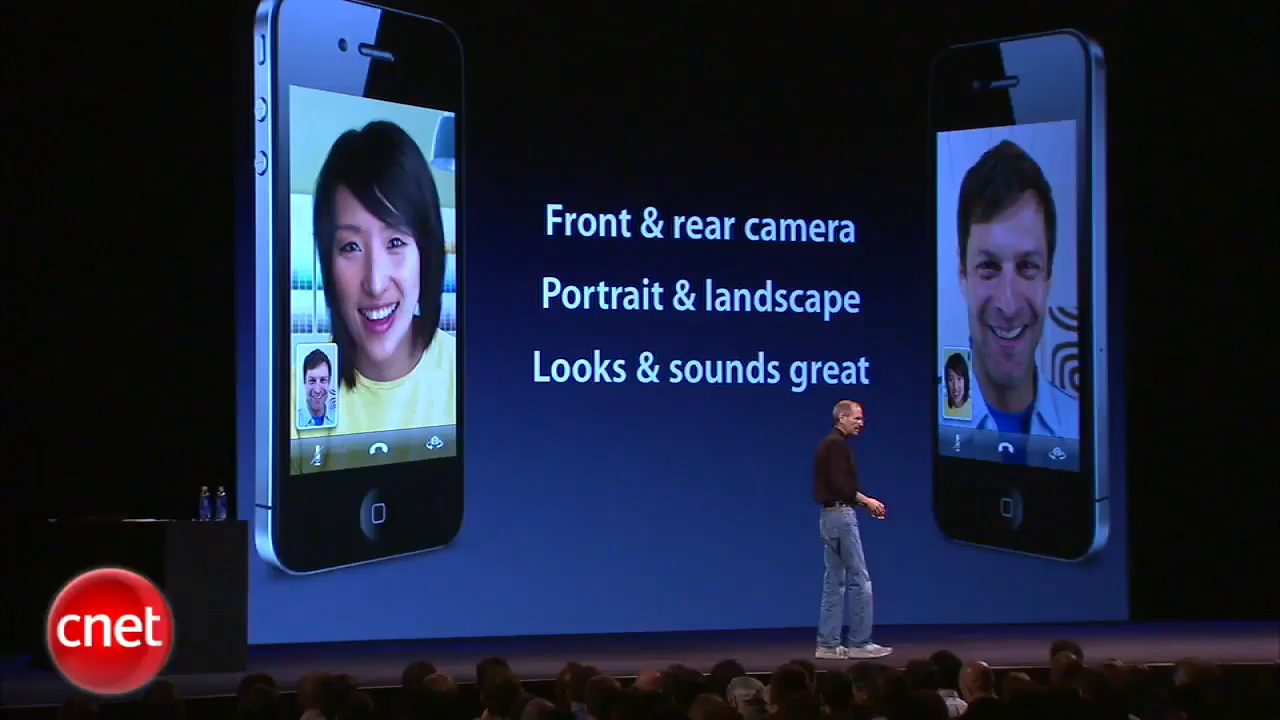 Front & rear camera
Portrait & landscape
Looks & sounds great
cnet